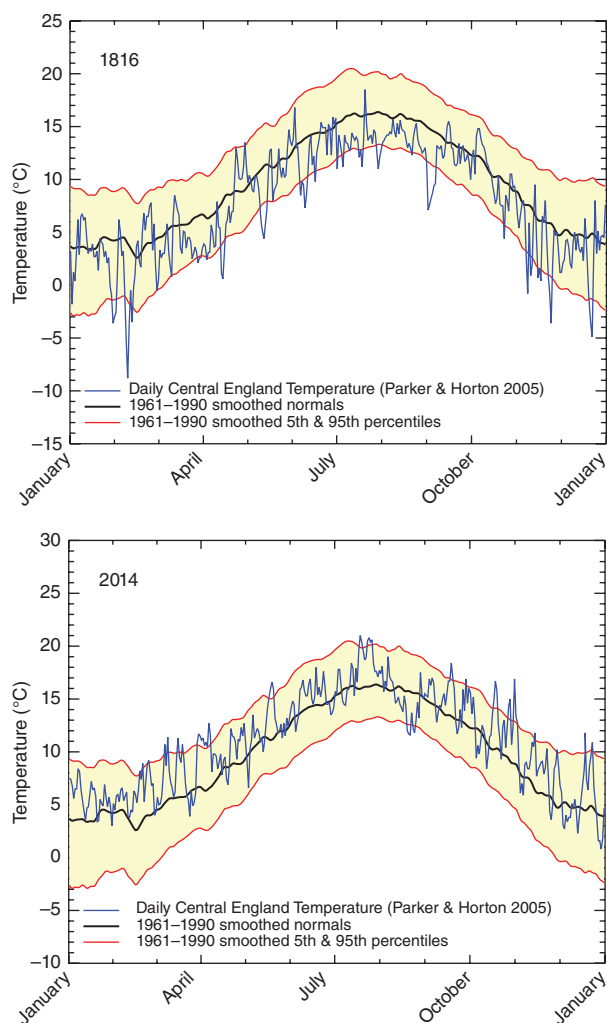 25
1816
20
15
10
5
0
−5
−10
−15
Temperature (°C)
Daily Central England Temperature (Parker & Horton 2005)
1961–1990 smoothed normals
1961–1990 smoothed 5th & 95th percentiles
January
April
July
October
January
30
2014
25
20
15
10
5
0
−5
−10
Temperature (°C)
Daily Central England Temperature (Parker & Horton 2005)
1961–1990 smoothed normals
1961–1990 smoothed 5th & 95th percentiles
January
April
July
October
January